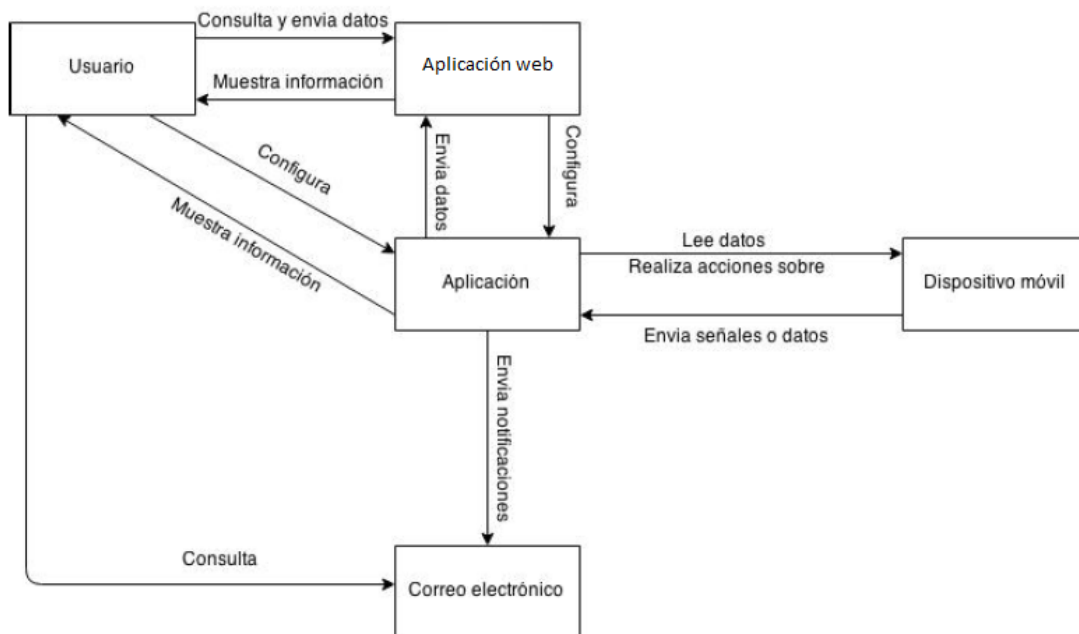 Consulta y envia datos
Usuario
Aplicación web
Muestra información
Configura
Envia datos
Configura
Muestra información
Lee datos
Realiza acciones sobre
Aplicación
Dispositivo móvil
Envia señales o datos
Envia notificaciones
Consulta
Correo electrónico